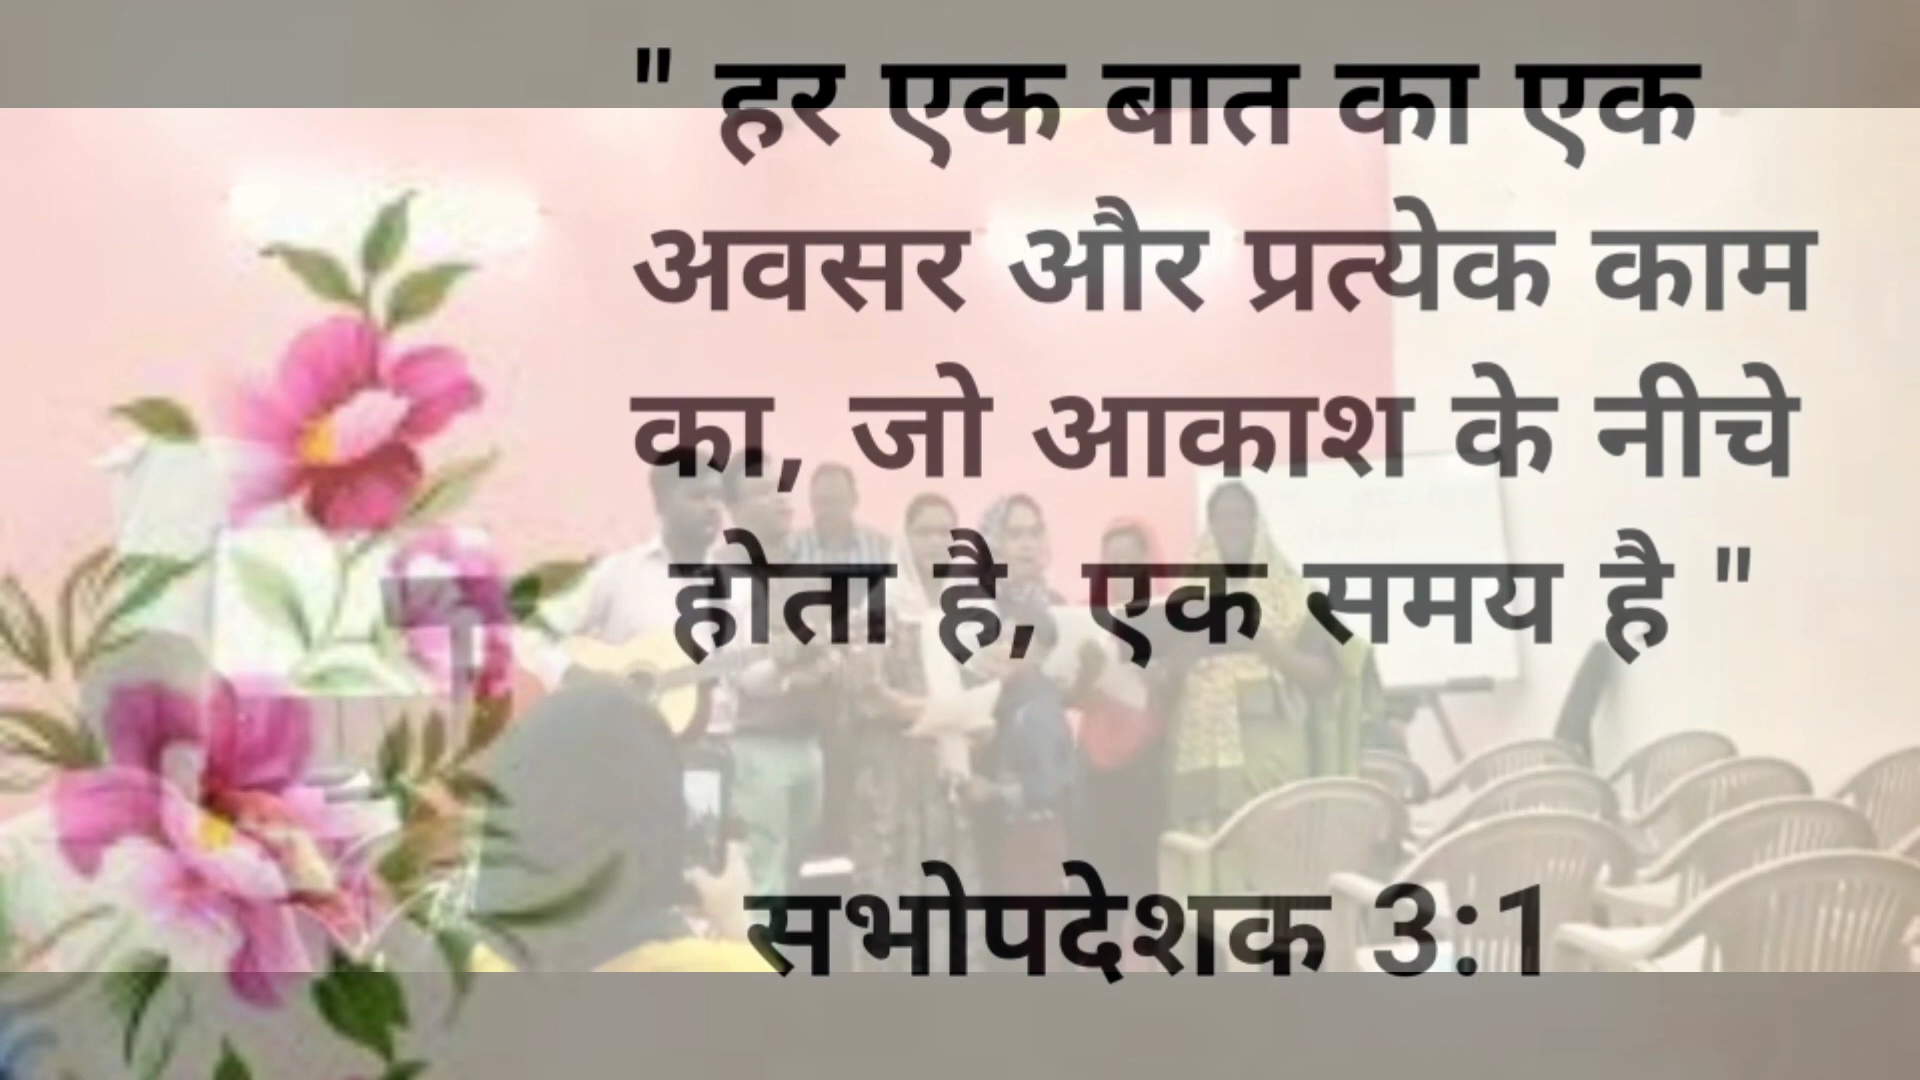 " हर एक बात का एक
अवसर और प्रत्येक काम
का, जो आकाश के नीचे
होता है, एक समय है "
सभोपदेशक 3:1